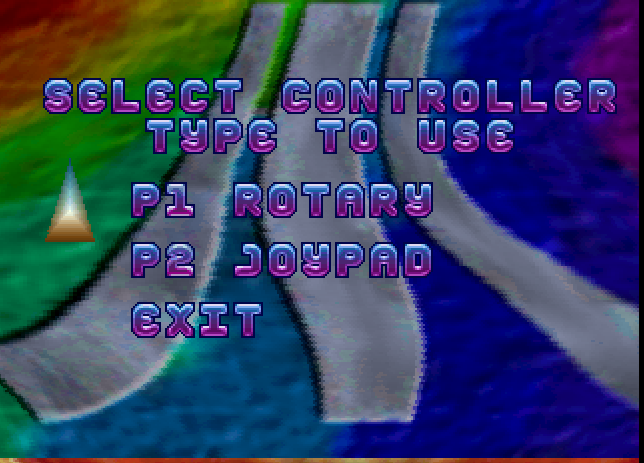 SELECT CONTROLLER
TYPE TO USE
P1 ROTARY
P2 JOYPAD
EXIT